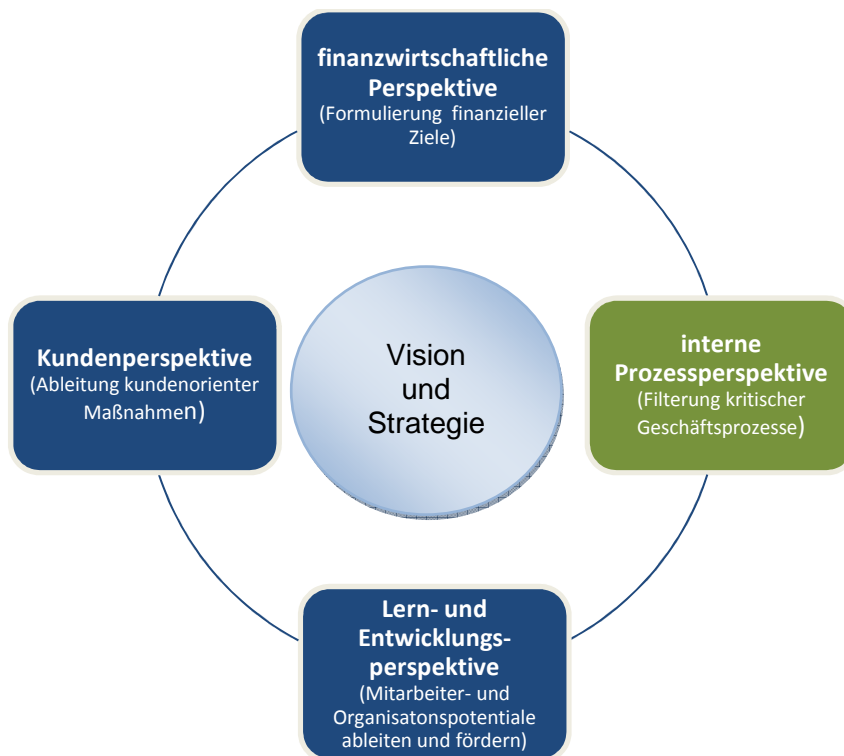 finanzwirtschaftliche
Perspektive
(Formulierung finanzieller
Ziele)
Kundenperspektive
(Ableitung kundenorienter
Maßnahmen)
Vision
und
Strategie
interne
Prozessperspektive
(Filterung kritischer
Geschäftsprozesse)
Lern- und
Entwicklungs-
perspektive
(Mitarbeiter- und
Organisatonspotentiale
ableiten und fördern)